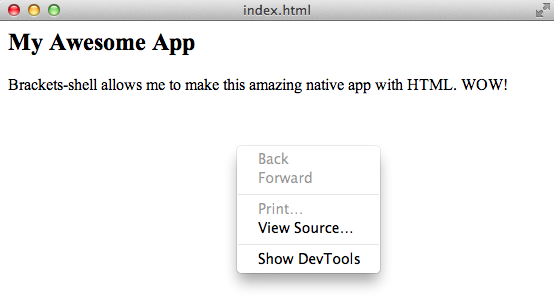 index.html
My Awesome App
Brackets-shell allows me to make this amazing native app with HTML. WOW!
Back
Forward
Print...
View Source...
Show DevTools